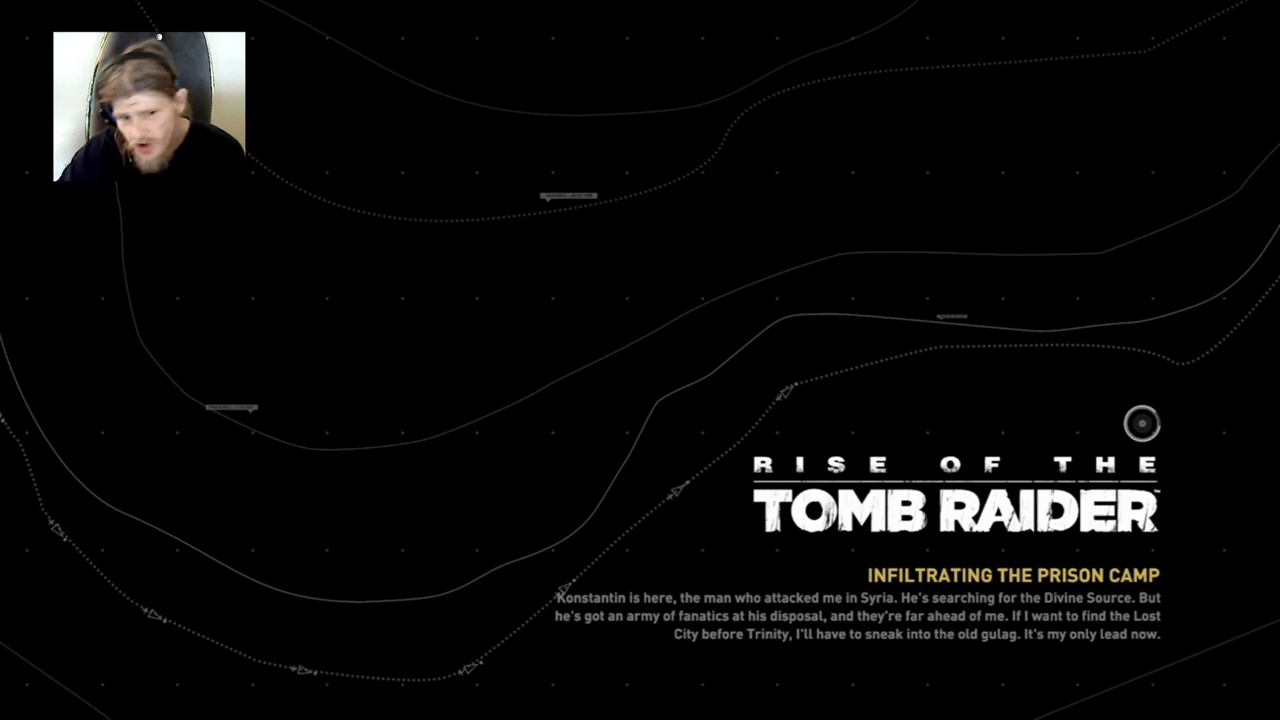 RISE OF THE
TOMB RAIDER™
INFILTRATING THE PRISON CAMP
Konstantin is here, the man who attacked me in Syria. He's searching for the Divine Source. But
he's got an army of fanatics at his disposal, and they're far ahead of me. If I want to find the Lost
City before Trinity, I'll have to sneak into the old gulag. It's my only lead now.